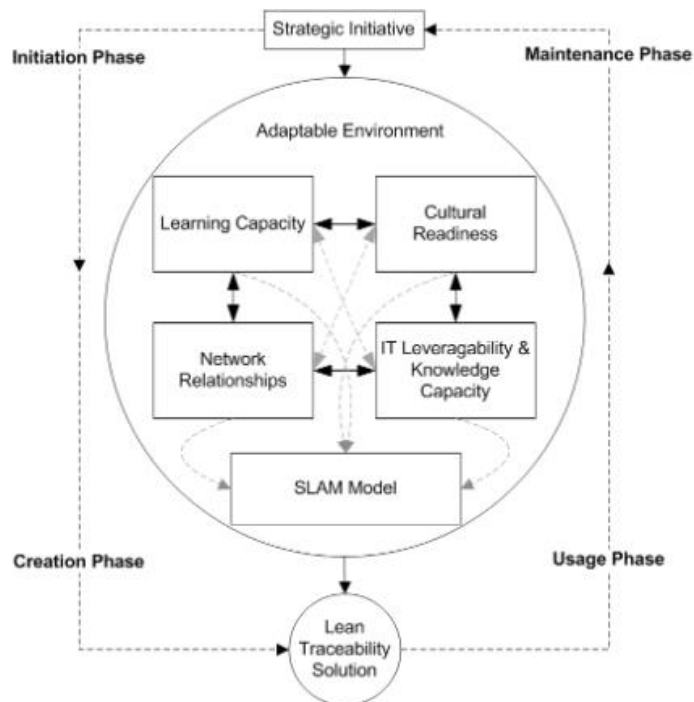 Strategic Initiative
Initiation Phase
Maintenance Phase
Adaptable Environment
Learning Capacity
Cultural
Readiness
Network
Relationships
IT Leveragability &
Knowledge
Capacity
SLAM Model
Creation Phase
Usage Phase
Lean
Traceability
Solution